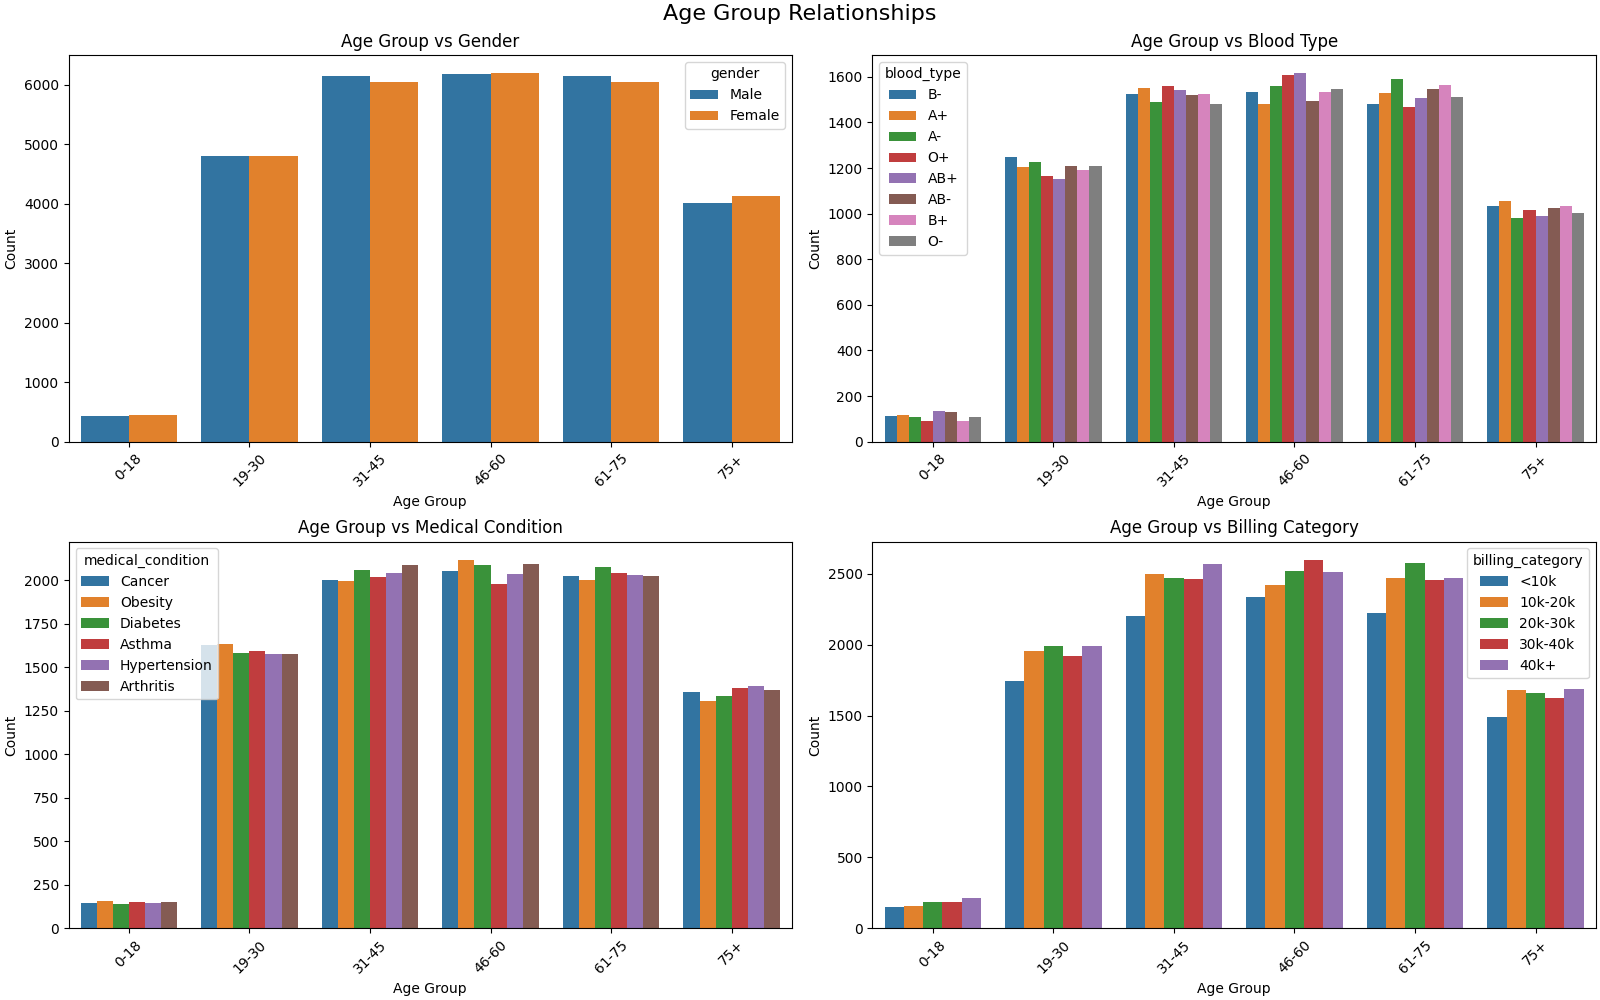 Age Group Relationships
Age Group vs Gender
6000
5000
4000
3000
2000
1000
0
Count
gender
Male
Female
0-18
19-30
31-45
46-60
61-75
75+
Age Group
Age Group vs Blood Type
1600
1400
1200
1000
800
600
400
200
0
Count
blood_type
B-
A+
A-
O+
AB+
AB-
B+
O-
0-18
19-30
31-45
46-60
61-75
75+
Age Group
Age Group vs Medical Condition
2000
1750
1500
1250
1000
750
500
250
0
Count
medical_condition
Cancer
Obesity
Diabetes
Asthma
Hypertension
Arthritis
0-18
19-30
31-45
46-60
61-75
75+
Age Group
Age Group vs Billing Category
2500
2000
1500
1000
500
0
Count
billing_category
<10k
10k-20k
20k-30k
30k-40k
40k+
0-18
19-30
31-45
46-60
61-75
75+
Age Group